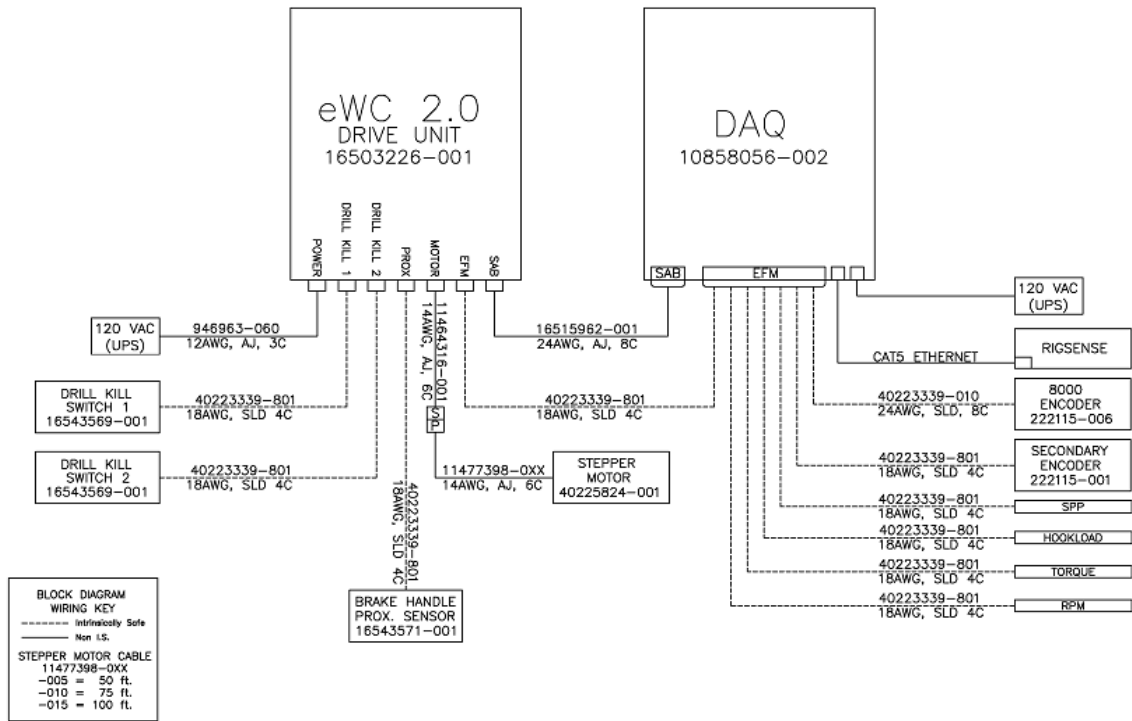 eWC 2.0
DRIVE UNIT
16503226-001
DAQ
10858056-002
POWER
DRILL KILL 1
DRILL KILL 2
PROX
MOTOR
EFM
SAB
SAB
EFM
120 VAC
(UPS)
946963-060
12AWG, AJ, 3C
11464316-001
14AWG, AJ, 6C
16515962-001
24AWG, AJ, 8C
120 VAC
(UPS)
CAT5 ETHERNET
RIGSENSE
DRILL KILL
SWITCH 1
16543569-001
40223339-801
18AWG, SLD 4C
40223339-801
18AWG, SLD 4C
40223339-010
24AWG, SLD, 8C
8000
ENCODER
222115-006
DRILL KILL
SWITCH 2
16543569-001
40223339-801
18AWG, SLD 4C
11477398-0XX
14AWG, AJ, 6C
STEPPER
MOTOR
40225824-001
40223339-801
18AWG, SLD 4C
SECONDARY
ENCODER
222115-001
40223339-801
18AWG, SLD 4C
40223339-801
18AWG, SLD 4C
SPP
40223339-801
18AWG, SLD 4C
HOOKLOAD
40223339-801
18AWG, SLD 4C
TORQUE
40223339-801
18AWG, SLD 4C
RPM
BRAKE HANDLE
PROX. SENSOR
16543571-001
BLOCK DIAGRAM
WIRING KEY
Intrinsically Safe
Non I.S.
STEPPER MOTOR CABLE
11477398-0XX
-005 = 50 ft.
-010 = 75 ft.
-015 = 100 ft.